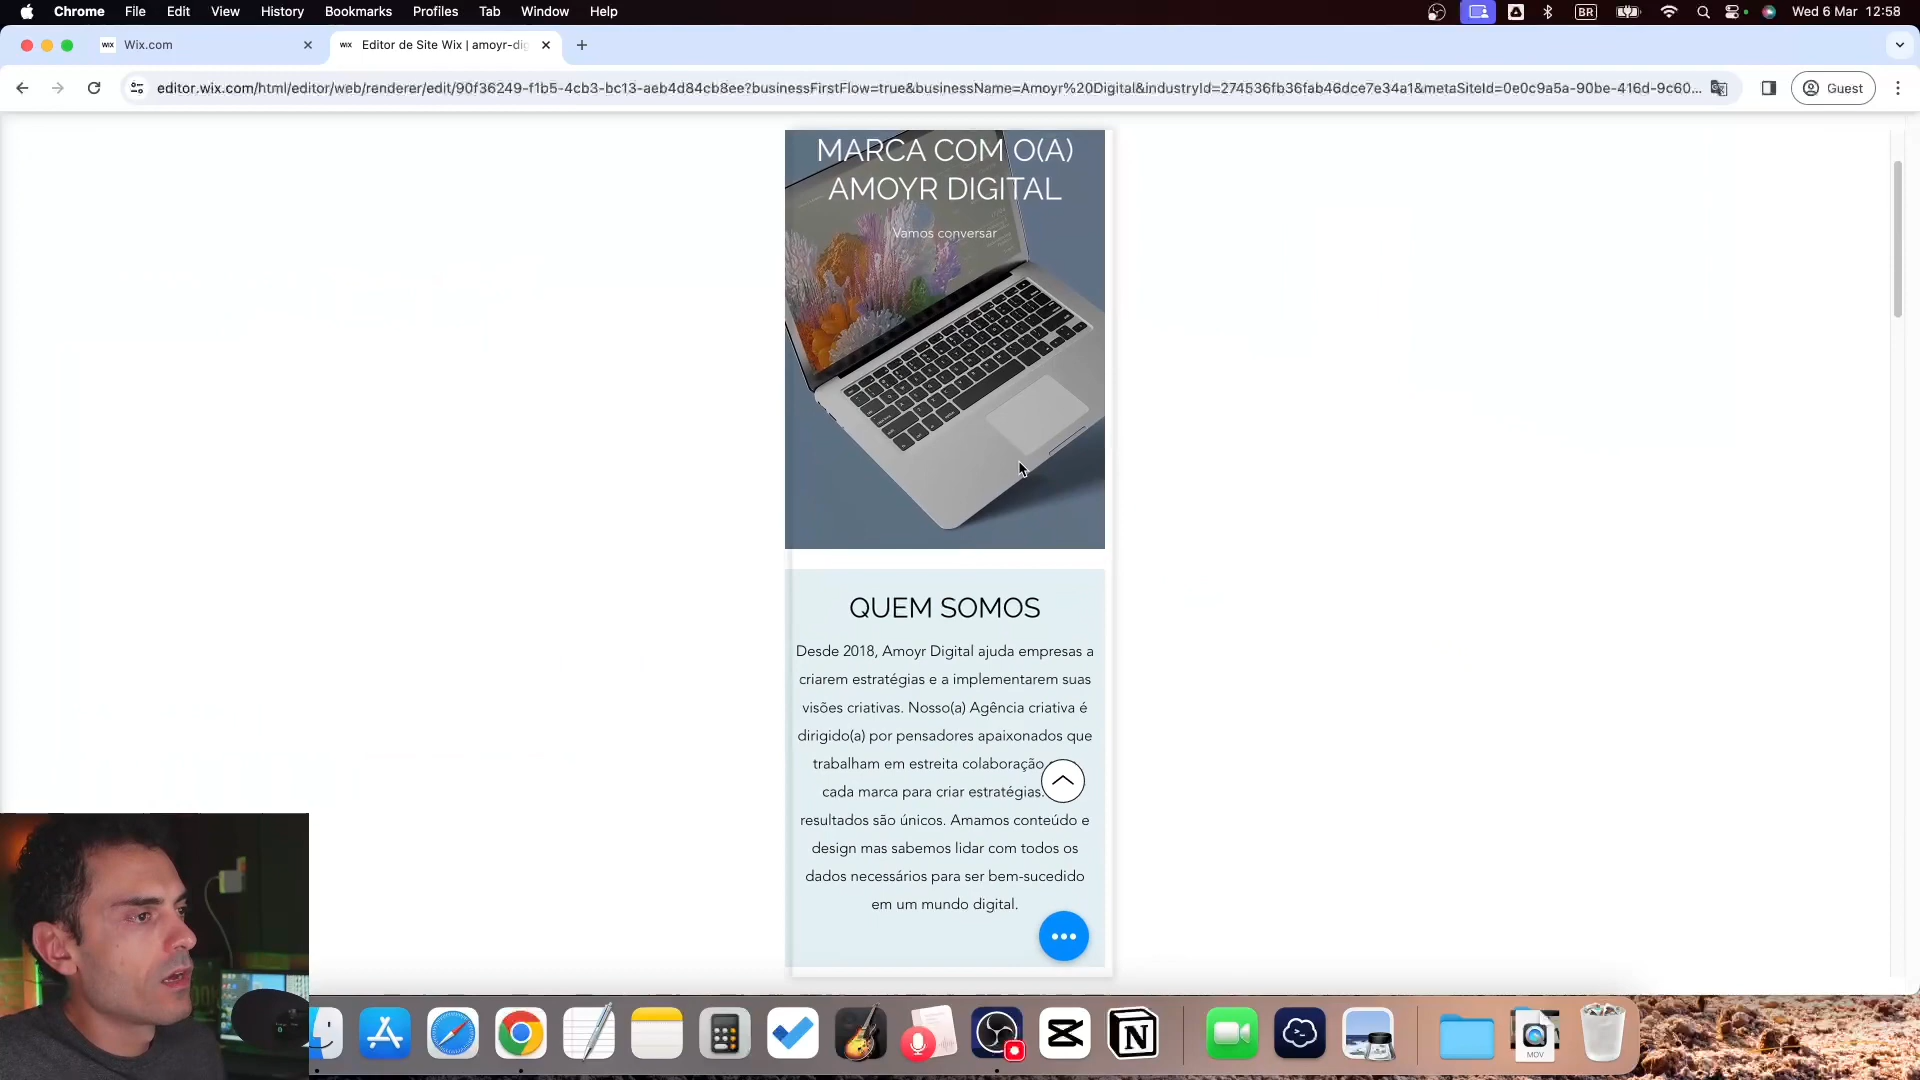 Chrome File Edit View History Bookmarks Profiles Tab Window Help
BR
Wed 6 Mar 12:58
WIX Wix.com
WIX Editor de Site Wix | amoyr-dig
editor.wix.com/html/editor/web/renderer/edit/90f36249-f1b5-4cb3-bc13-aeb4d84cb8ee?businessFirstFlow=true&businessName=Amoyr%20Digital&industryId=274536fb36fab46dce7e34a1&metaSiteId=0e0c9a5a-90be-416d-9c60...
Guest
MARCA COM O(A)
AMOYR DIGITAL
Vamos conversar
QUEM SOMOS
Desde 2018, Amoyr Digital ajuda empresas a
criarem estratégias e a implementarem suas
visões criativas. Nosso(a) Agência criativa é
dirigido(a) por pensadores apaixonados que
trabalham em estreita colaboração
cada marca para criar estratégias.
resultados são únicos. Amamos conteúdo e
design mas sabemos lidar com todos os
dados necessários para ser bem-sucedido
em um mundo digital.
MOV